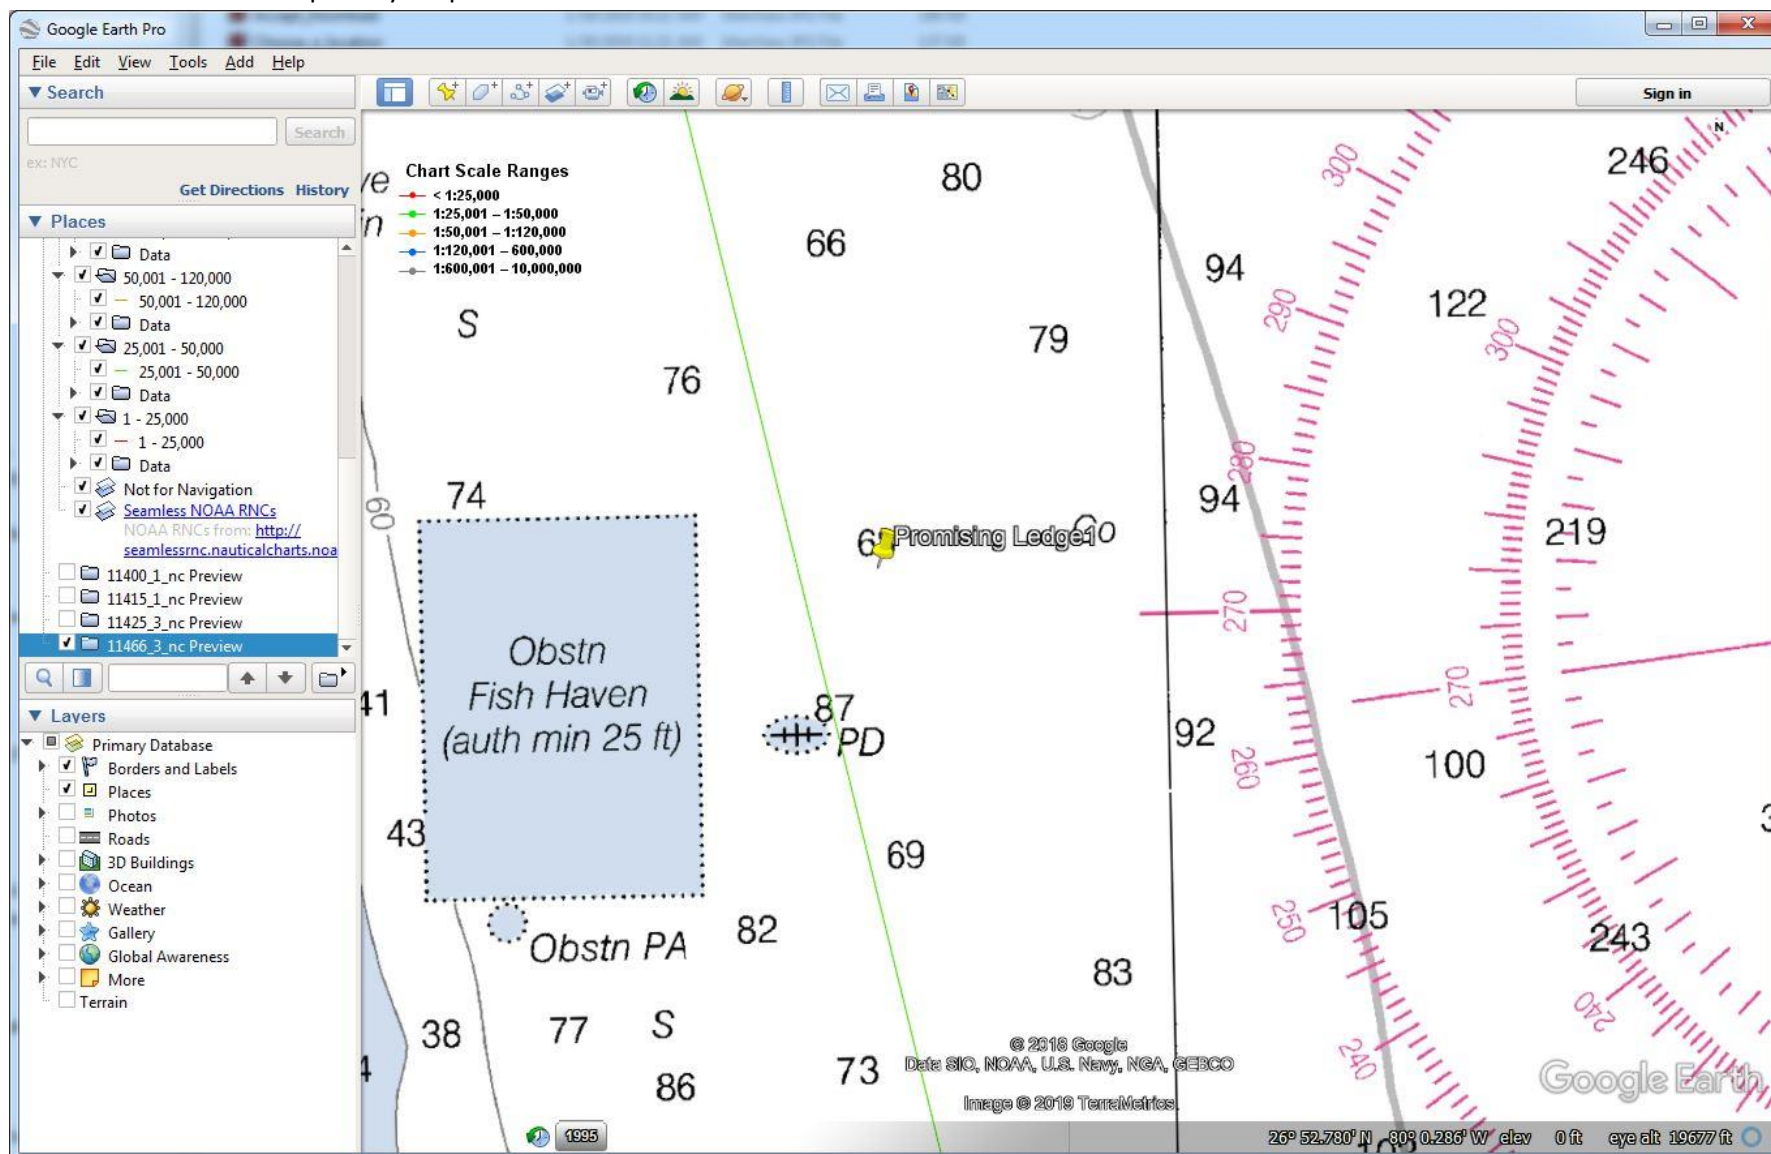 Google Earth Pro
File Edit View Tools Add Help
Search
Search
ex: NYC
Get Directions History
Places
Data
50,001 - 120,000
50,001 - 120,000
Data
25,001 - 50,000
25,001 - 50,000
Data
1 - 25,000
1 - 25,000
Data
Not for Navigation
Seamless NOAA RNCs
NOAA RNCs from: http://
seamlessrnc.nauticalcharts.noa
11400_1_nc Preview
11415_1_nc Preview
11425_3_nc Preview
11466_3_nc Preview
Layers
Primary Database
Borders and Labels
Places
Photos
Roads
3D Buildings
Ocean
Weather
Gallery
Global Awareness
More
Terrain
Sign in
Chart Scale Ranges
< 1:25,000
1:25,001 – 1:50,000
1:50,001 – 1:120,000
1:120,001 – 600,000
1:600,001 – 10,000,000
80
300
246
N
66
94
290
122
S
79
300
76
280
74
60
94
219
Promising Ledge10
270
Obstn
Fish Haven
(auth min 25 ft)
41
87
PD
92
270
260
100
43
69
250
105
243
Obstn PA
82
83
240
38
77
S
240
73
86
© 2018 Google
Data SIO, NOAA, U.S. Navy, NGA, GEBCO
Image © 2019 TerraMetrics
Google Earth
1995
26° 52.780' N -80° 0.286' W elev 0 ft eye alt 19677 ft